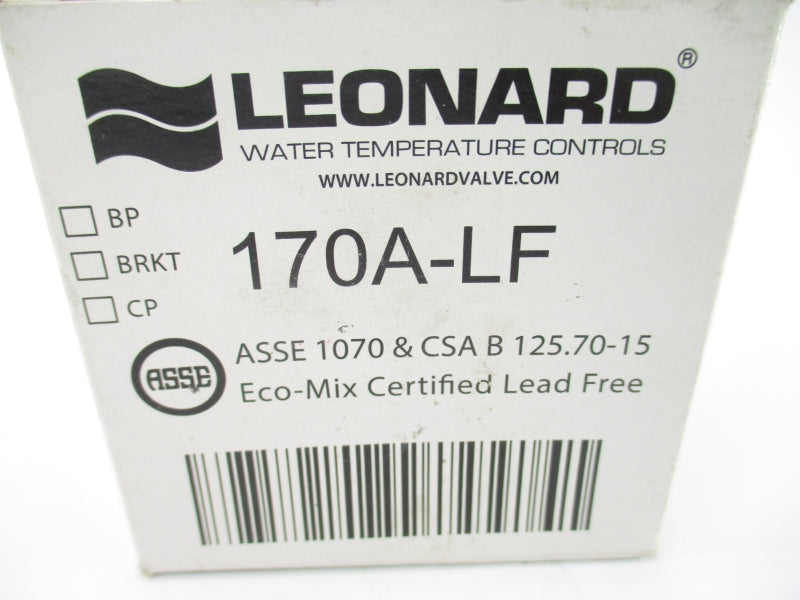 LEONARD®
WATER TEMPERATURE CONTROLS
WWW.LEONARDVALVE.COM
BP
BRKT
CP
170A-LF
ASSE
ASSE 1070 & CSA B 125.70-15
Eco-Mix Certified Lead Free